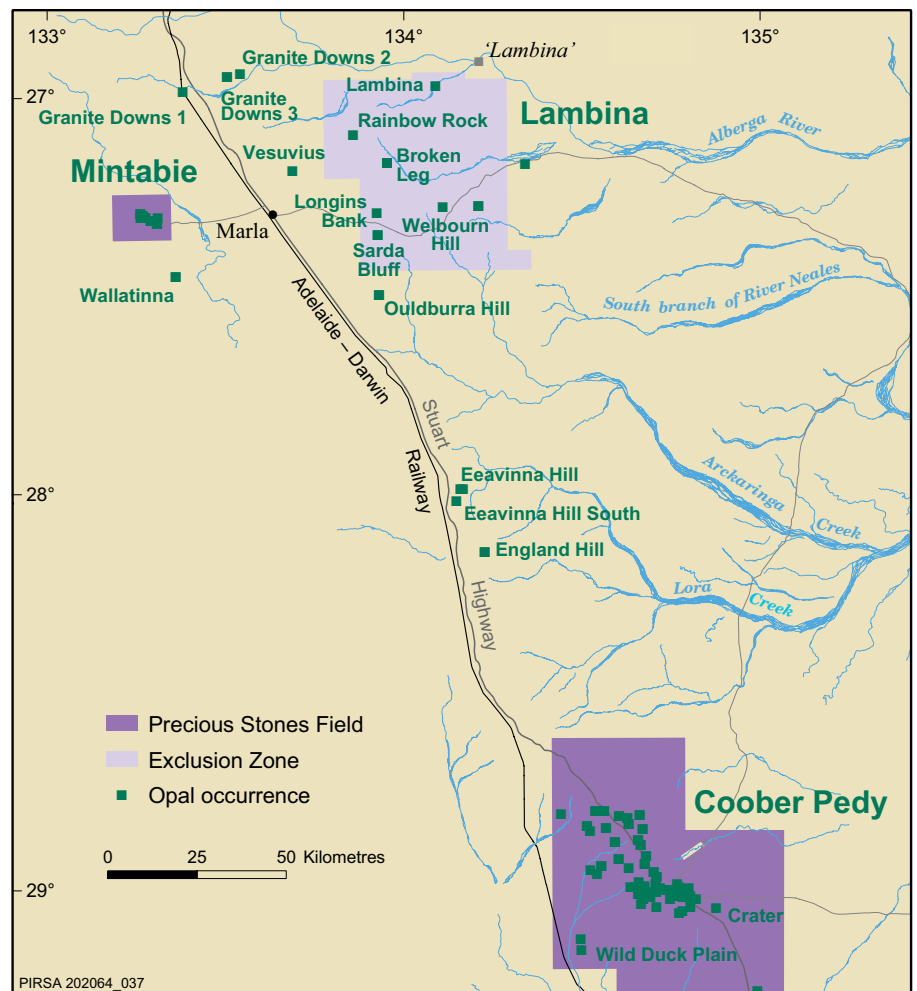 133°
134°
135°
27°
28°
29°
'Lambina'
Granite Downs 2
Granite
Downs 3
Granite Downs 1
Lambina
Lambina
Rainbow Rock
Alberga River
Mintabie
Vesuvius
Broken
Leg
Longins
Bank
Welbourn
Hill
Marla
Sarda
Bluff
Wallatinna
Ouldburra Hill
South branch of River Neales
Adelaide – Darwin
Railway
Stuart
Highway
Eeavinna Hill
Eeavinna Hill South
England Hill
Arckaringa
Creek
Lora
Creek
Precious Stones Field
Exclusion Zone
Opal occurrence
0 25 50 Kilometres
Coober Pedy
Crater
Wild Duck Plain
PIRSA 202064_037